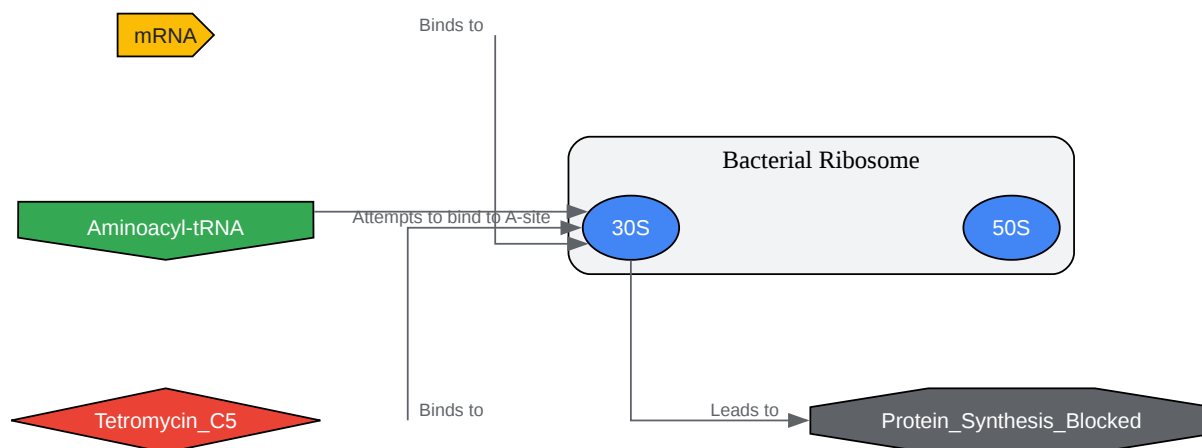 Binds to
mRNA
Bacterial Ribosome
Attempts to bind to A-site
Aminoacyl-tRNA
30S
50S
Binds to
Leads to
Tetromycin_C5
Protein_Synthesis_Blocked